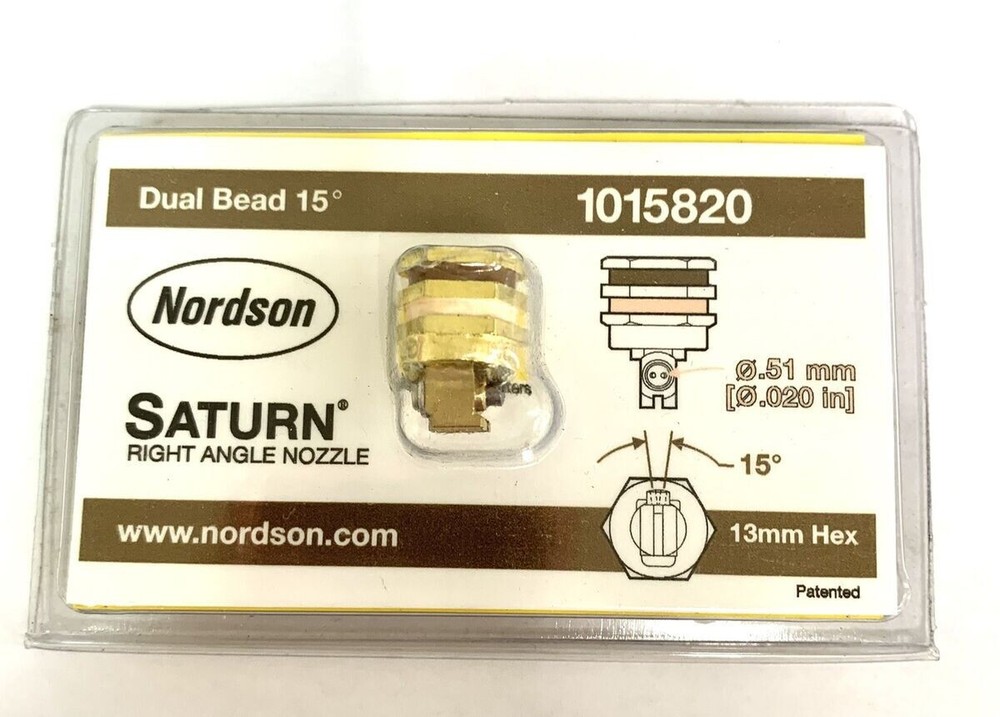 Dual Bead 15°
1015820
Nordson
SATURN®
RIGHT ANGLE NOZZLE
Ø.51 mm
[Ø.020 in]
15°
www.nordson.com
13mm Hex
Patented